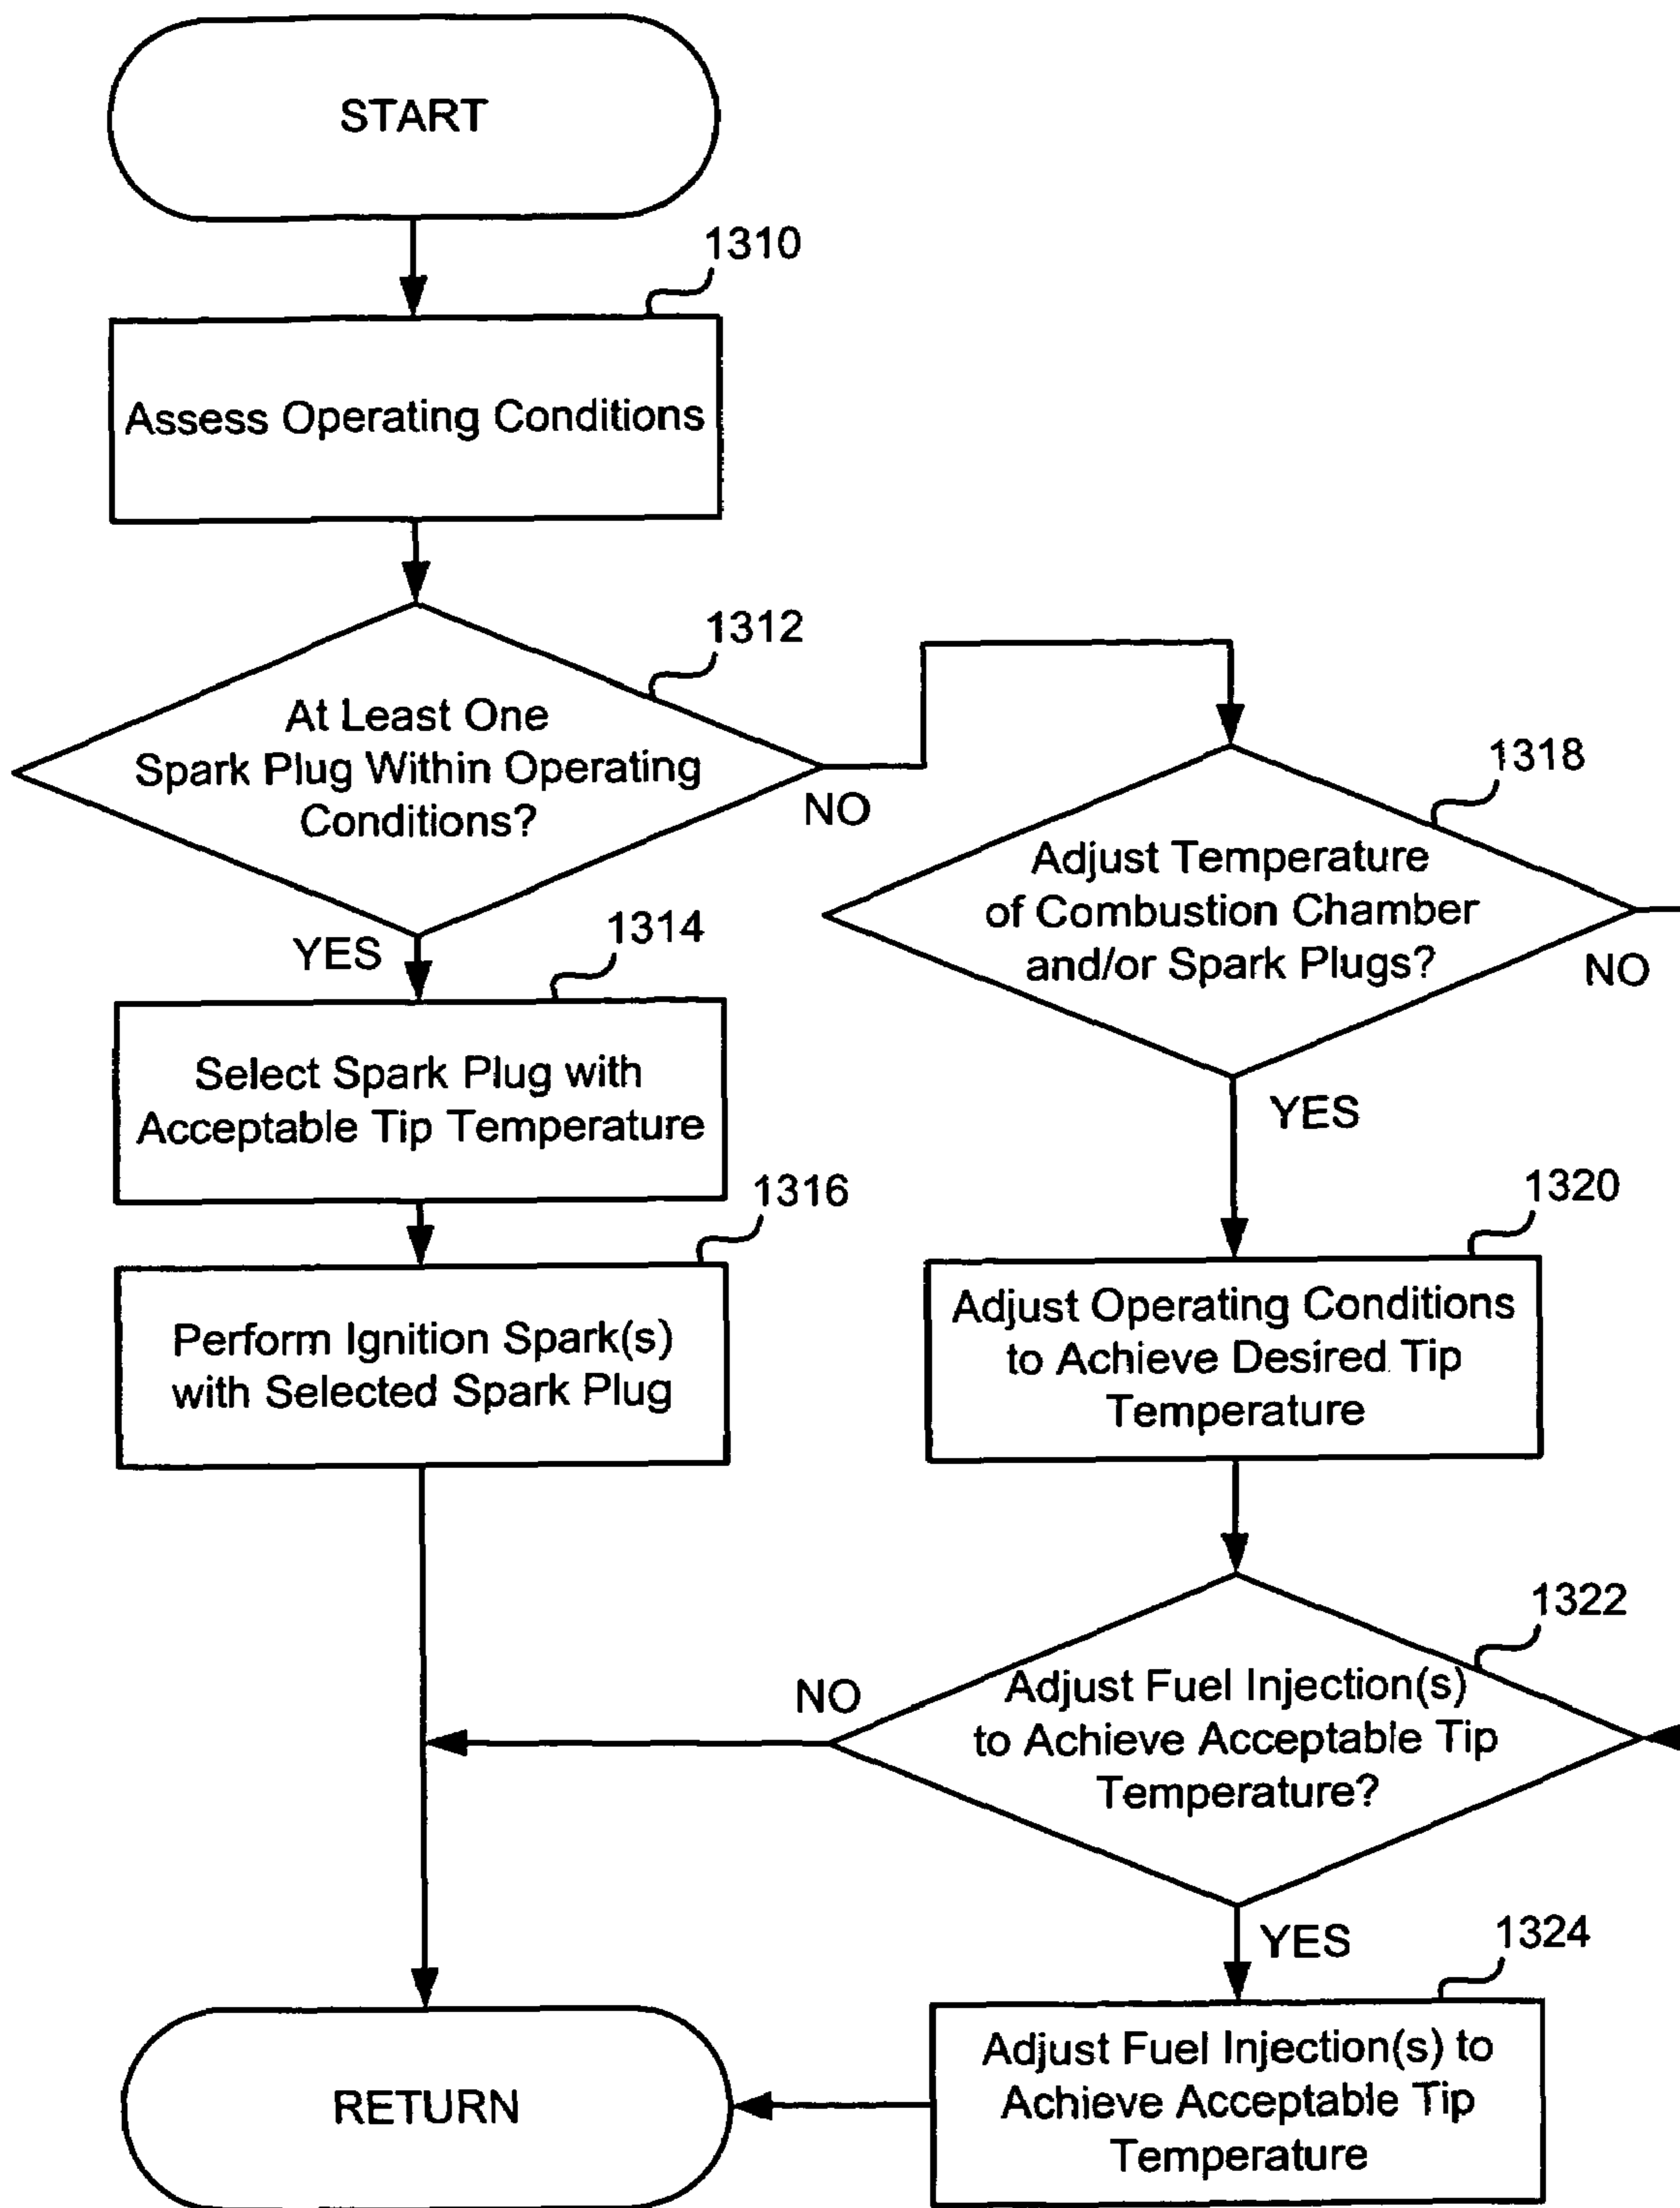 START
1310
Assess Operating Conditions
1312
At Least One
Spark Plug Within Operating
Conditions?
NO
YES
1314
Select Spark Plug with
Acceptable Tip Temperature
1316
Perform Ignition Spark(s)
with Selected Spark Plug
1318
Adjust Temperature
of Combustion Chamber
and/or Spark Plugs?
NO
YES
1320
Adjust Operating Conditions
to Achieve Desired Tip
Temperature
1322
Adjust Fuel Injection(s)
to Achieve Acceptable Tip
Temperature?
NO
YES
1324
Adjust Fuel Injection(s) to
Achieve Acceptable Tip
Temperature
RETURN